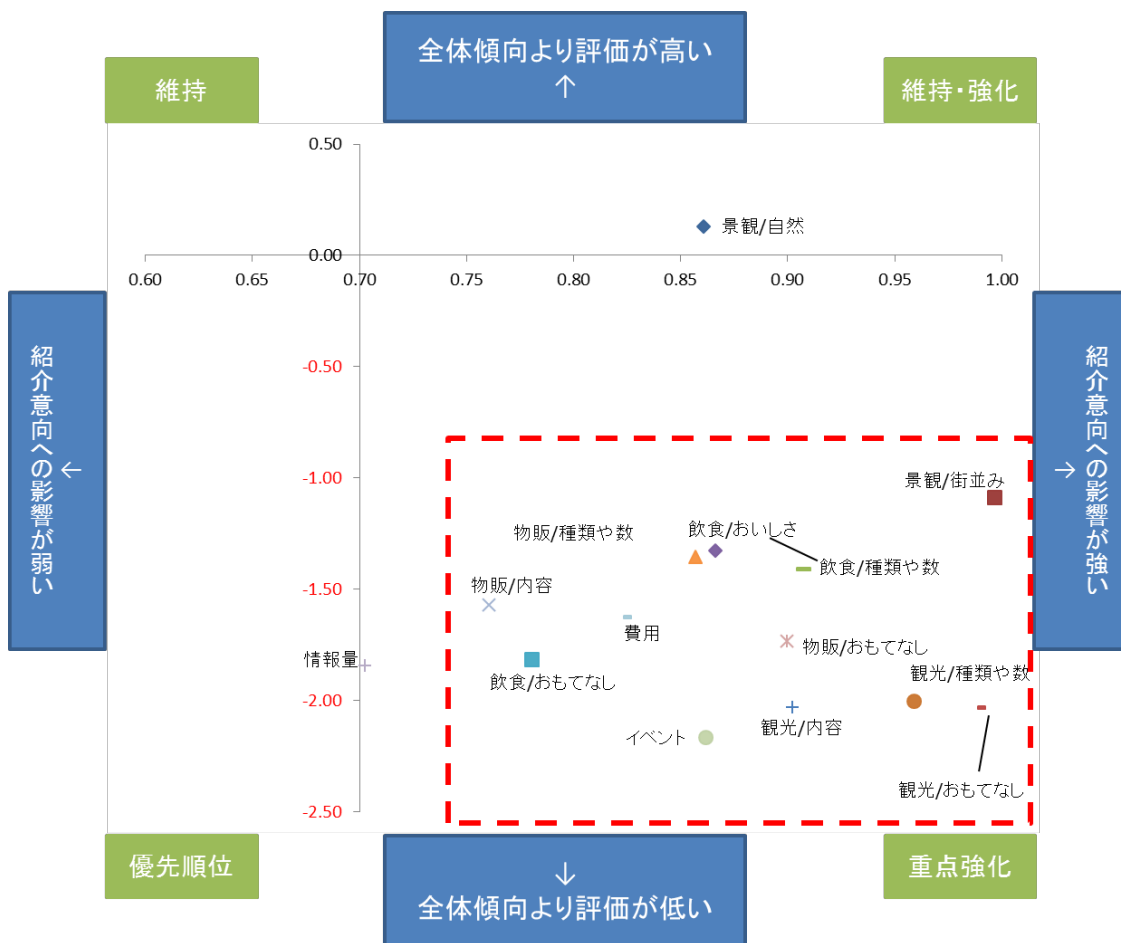 全体傾向より評価が高い
↑
維持
維持・強化
0.50
景観/自然
0.00
0.60
0.65
0.70
0.75
0.80
0.85
0.90
0.95
1.00
紹介意向への影響が弱い
←
紹介意向への影響が強い
→
-0.50
-1.00
景観/街並み
物販/種類や数
飲食/おいしさ
飲食/種類や数
-1.50
物販/内容
費用
物販/おもてなし
情報量
飲食/おもてなし
観光/種類や数
-2.00
イベント
観光/内容
観光/おもてなし
-2.50
優先順位
重点強化
↓
全体傾向より評価が低い